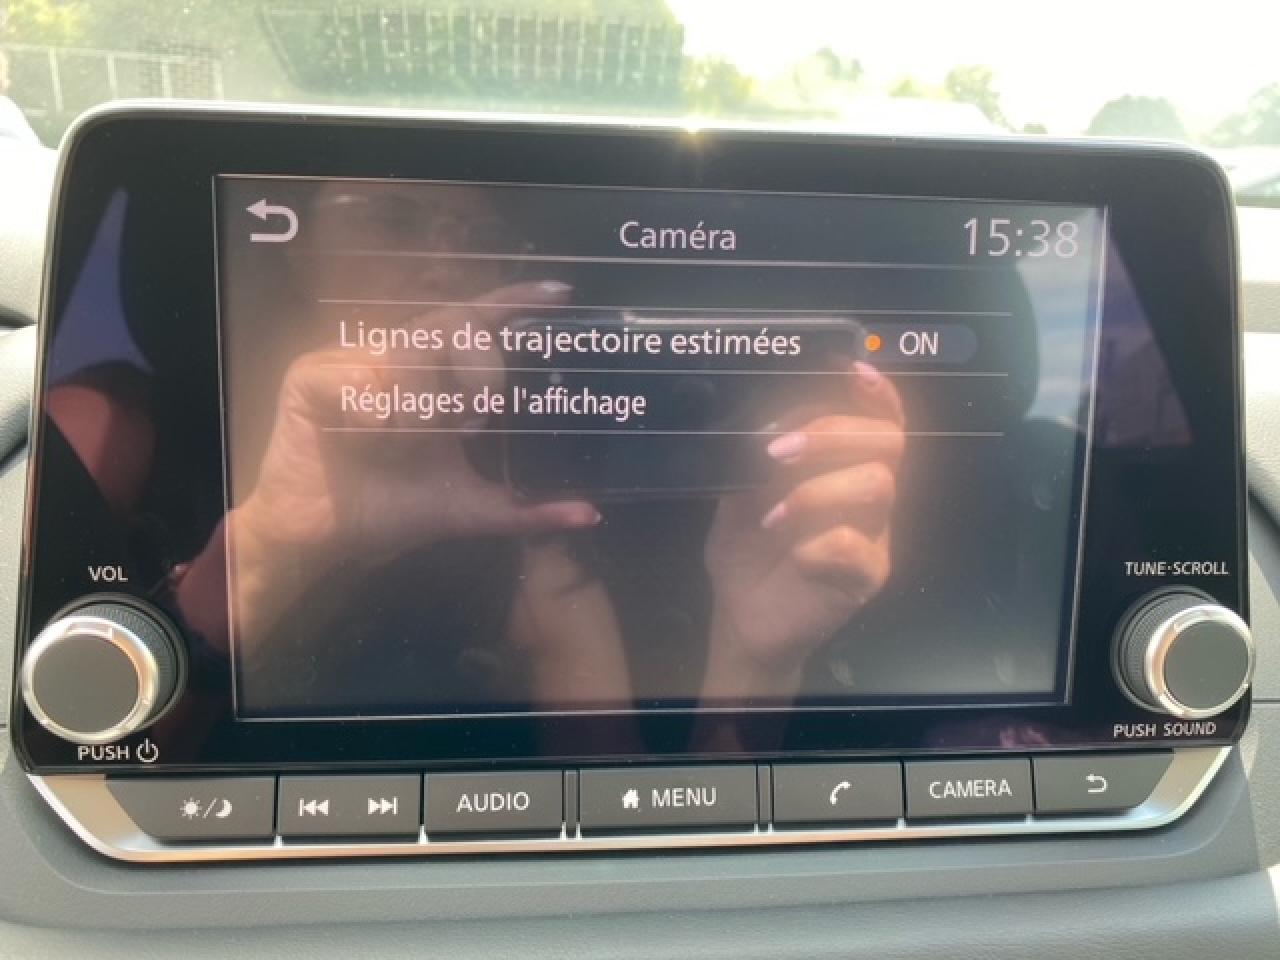 Caméra 15:38
Lignes de trajectoire estimées ON
Réglages de l'affichage
VOL
TUNE·SCROLL
PUSH
PUSH SOUND
AUDIO
MENU
CAMERA